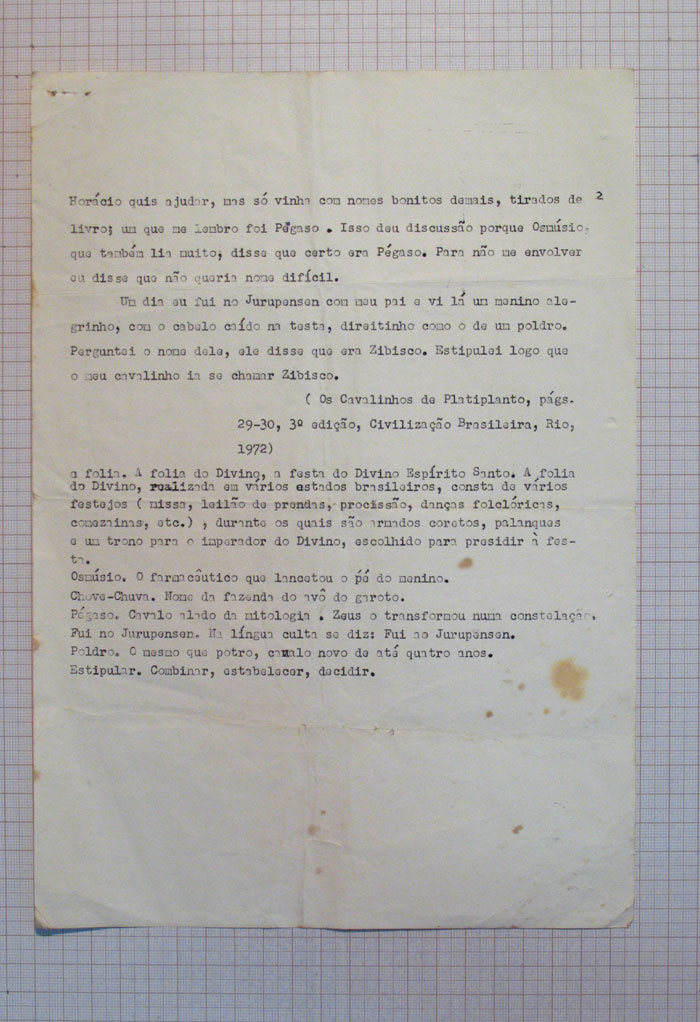 Horácio quis ajudar, mas só vinha com nomes bonitos demais, tirados de 2
livro; um que me lembro foi Pegaso . Isso deu discussão porque Osmúsio,
que também lia muito, disse que certo era Pégaso. Para não me envolver
eu disse que não queria nome difícil.
Um dia eu fui no Jurupensen com meu pai e vi lá um menino ale-
grinho, com o cabelo caído na testa, direitinho como o de um poldro.
Perguntei o nome dele, ele disse que era Zibisco. Estipulei logo que
o meu cavalinho ia se chamar Zibisco.
( Os Cavalinhos de Platiplanto, págs.
29-30, 3º edição, Civilização Brasileira, Rio,
1972)
a folia. A folia do Divino, a festa do Divino Espírito Santo. A folia
do Divino, realizada em vários estados brasileiros, consta de vários
festejos ( missa, leilão de prendas, procissão, danças folclóricas,
comezainas, etc.) , durante os quais são armados coretos, palanques
e um trono para o imperador do Divino, escolhido para presidir à fes-
ta.
Osmúsio. O farmacêutico que lancetou o pé do menino.
Chove-Chuva. Nome da fazenda do avô do garoto.
Pégaso. Cavalo alado da mitologia . Zeus o transformou numa constelação.
Fui no Jurupensen. Na língua culta se diz: Fui ao Jurupensen.
Poldro. O mesmo que potro, cavalo novo de até quatro anos.
Estipular. Combinar, estabelecer, decidir.